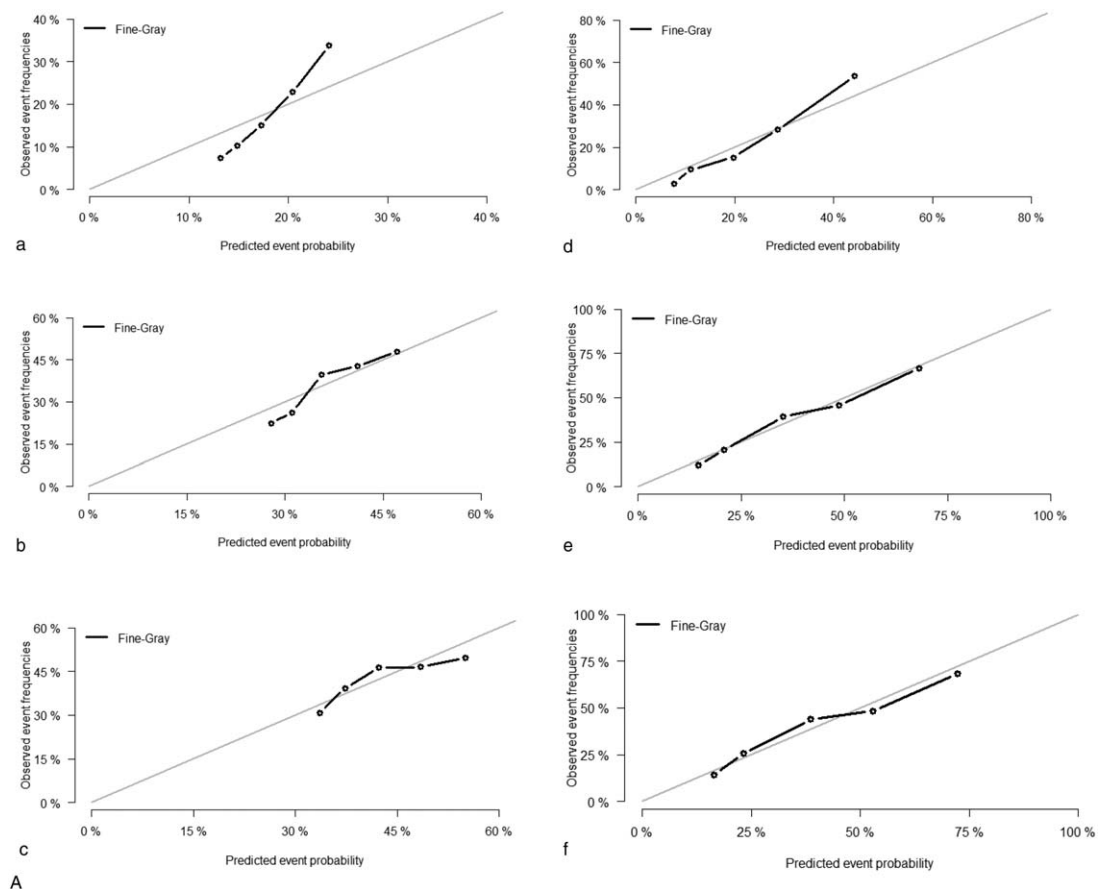 40 %
30 %
20 %
10 %
0 %
Observed event frequencies
Fine-Gray
0 %
10 %
20 %
30 %
40 %
Predicted event probability
a
80 %
60 %
40 %
20 %
0 %
Observed event frequencies
Fine-Gray
0 %
20 %
40 %
60 %
80 %
Predicted event probability
d
60 %
45 %
30 %
15 %
0 %
Observed event frequencies
Fine-Gray
0 %
15 %
30 %
45 %
60 %
Predicted event probability
b
100 %
75 %
50 %
25 %
0 %
Observed event frequencies
Fine-Gray
0 %
25 %
50 %
75 %
100 %
Predicted event probability
e
60 %
45 %
30 %
15 %
0 %
Observed event frequencies
Fine-Gray
0 %
15 %
30 %
45 %
60 %
Predicted event probability
c
100 %
75 %
50 %
25 %
0 %
Observed event frequencies
Fine-Gray
0 %
25 %
50 %
75 %
100 %
Predicted event probability
f
A